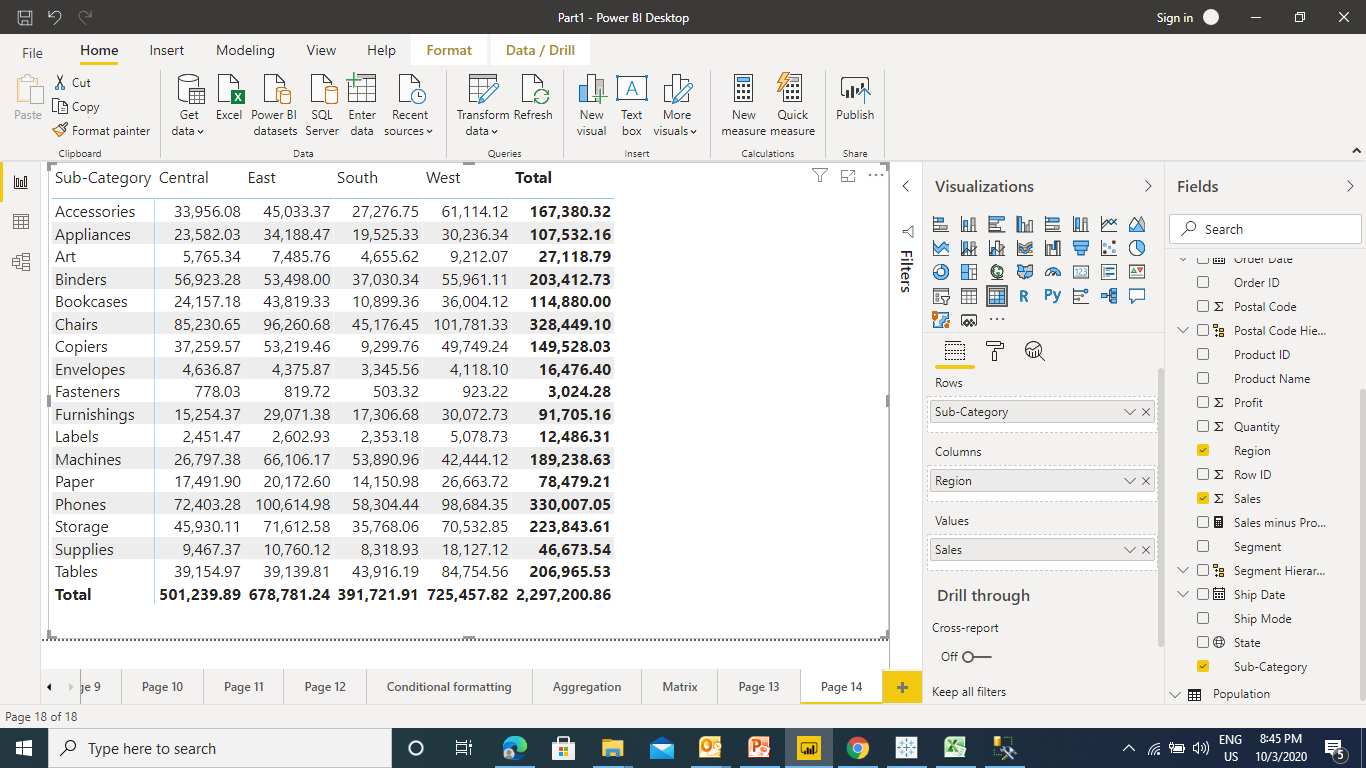 Part1 - Power BI Desktop
Sign in
File Home Insert Modeling View Help Format Data / Drill
Paste
Cut
Copy
Format painter
Clipboard
Get data
Excel
Power BI datasets
SQL Server
Enter data
Recent sources
Data
Transform data
Refresh
Queries
New visual
Text box
More visuals
Insert
New measure
Quick measure
Calculations
Publish
Share
Sub-Category Central East South West Total
Accessories 33,956.08 45,033.37 27,276.75 61,114.12 167,380.32
Appliances 23,582.03 34,188.47 19,525.33 30,236.34 107,532.16
Art 5,765.34 7,485.76 4,655.62 9,212.07 27,118.79
Binders 56,923.28 53,498.00 37,030.34 55,961.11 203,412.73
Bookcases 24,157.18 43,819.33 10,899.36 36,004.12 114,880.00
Chairs 85,230.65 96,260.68 45,176.45 101,781.33 328,449.10
Copiers 37,259.57 53,219.46 9,299.76 49,749.24 149,528.03
Envelopes 4,636.87 4,375.87 3,345.56 4,118.10 16,476.40
Fasteners 778.03 819.72 503.32 923.22 3,024.28
Furnishings 15,254.37 29,071.38 17,306.68 30,072.73 91,705.16
Labels 2,451.47 2,602.93 2,353.18 5,078.73 12,486.31
Machines 26,797.38 66,106.17 53,890.96 42,444.12 189,238.63
Paper 17,491.90 20,172.60 14,150.98 26,663.72 78,479.21
Phones 72,403.28 100,614.98 58,304.44 98,684.35 330,007.05
Storage 45,930.11 71,612.58 35,768.06 70,532.85 223,843.61
Supplies 9,467.37 10,760.12 8,318.93 18,127.12 46,673.54
Tables 39,154.97 39,139.81 43,916.19 84,754.56 206,965.53
Total 501,239.89 678,781.24 391,721.91 725,457.82 2,297,200.86
Filters
Visualizations
R Py
123
Rows
Sub-Category
Columns
Region
Values
Sales
Drill through
Cross-report
Off
Keep all filters
Fields
Search
Order Date
Order ID
Postal Code
Postal Code Hie...
Product ID
Product Name
Profit
Quantity
Region
Row ID
Sales
Sales minus Pro...
Segment
Segment Hierar...
Ship Date
Ship Mode
State
Sub-Category
Population
ge 9 Page 10 Page 11 Page 12 Conditional formatting Aggregation Matrix Page 13 Page 14
Page 18 of 18
Type here to search
ENG
US
8:45 PM
10/3/2020
5